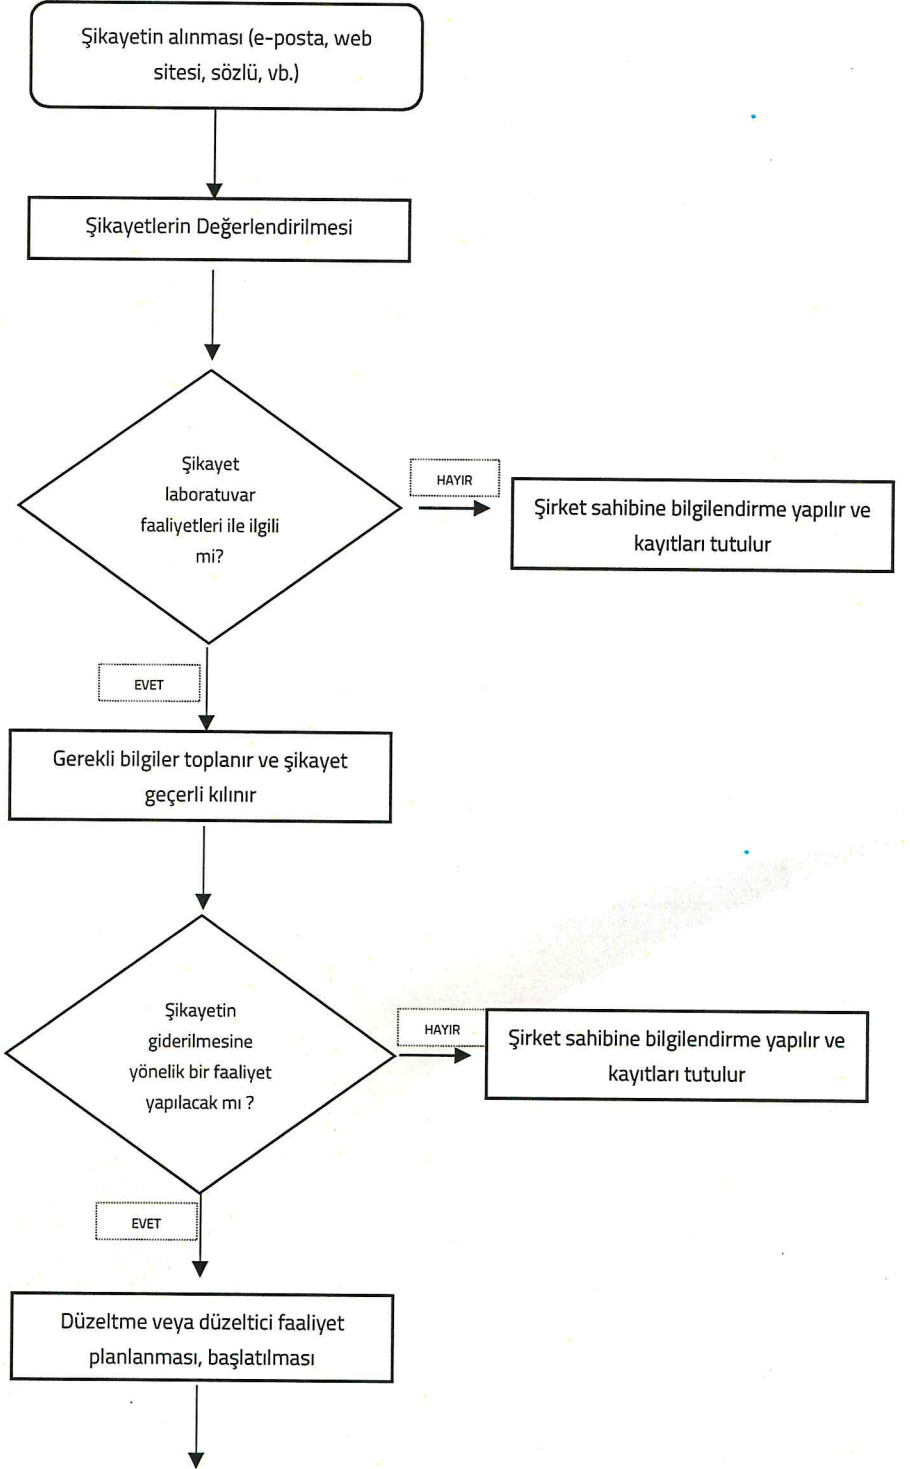 Şikayetin alınması (e-posta, web
sitesi, sözlü, vb.)
Şikayetlerin Değerlendirilmesi
Şikayet
laboratuvar
faaliyetleri ile ilgili
mi?
HAYIR
Şirket sahibine bilgilendirme yapılır ve
kayıtları tutulur
EVET
Gerekli bilgiler toplanır ve şikayet
geçerli kılınır
Şikayetin
giderilmesine
yönelik bir faaliyet
yapılacak mı ?
HAYIR
Şirket sahibine bilgilendirme yapılır ve
kayıtları tutulur
EVET
Düzeltme veya düzeltici faaliyet
planlanması, başlatılması